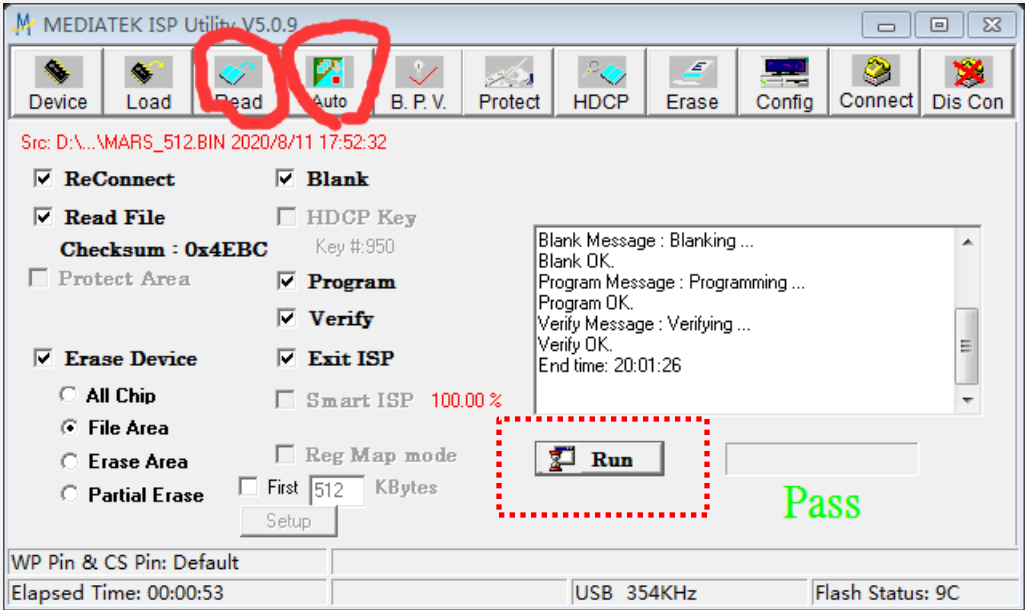 MEDIATEK ISP Utility V5.0.9
Device Load Read Auto B. P. V. Protect HDCP Erase Config Connect Dis Con
Src: D:\...\MARS_512.BIN 2020/8/11 17:52:32
ReConnect
Blank
Read File
HDCP Key
Checksum : 0x4EBC
Key #:950
Protect Area
Program
Verify
Erase Device
Exit ISP
All Chip
Smart ISP 100.00 %
File Area
Erase Area
Reg Map mode
Partial Erase
First 512 KBytes
Setup
Blank Message : Blanking ...
Blank OK.
Program Message : Programming ...
Program OK.
Verify Message : Verifying ...
Verify OK.
End time: 20:01:26
Run
Pass
WP Pin & CS Pin: Default
Elapsed Time: 00:00:53
USB 354KHz
Flash Status: 9C